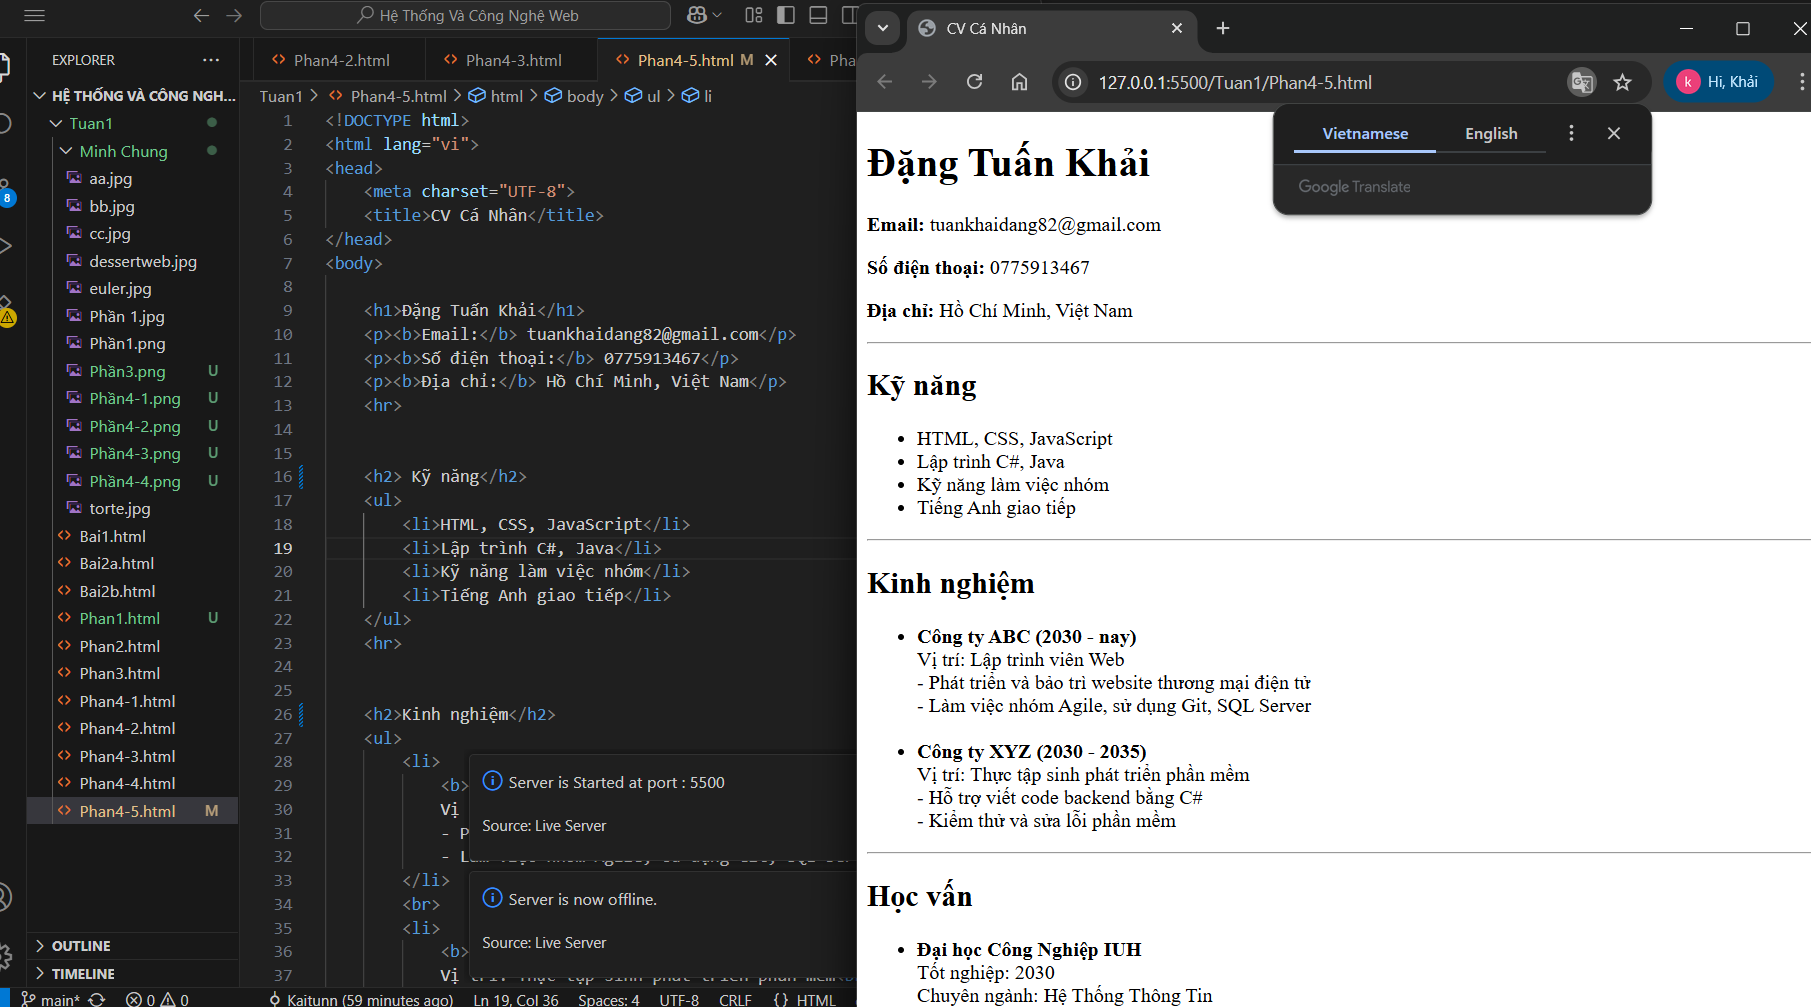 Hệ Thống Và Công Nghệ Web
EXPLORER
HỆ THỐNG VÀ CÔNG NGH...
Tuan1
Minh Chung
aa.jpg
bb.jpg
cc.jpg
dessertweb.jpg
euler.jpg
Phần 1.jpg
Phần1.png
Phần3.png U
Phần4-1.png U
Phần4-2.png U
Phần4-3.png U
Phần4-4.png U
torte.jpg
Bai1.html
Bai2a.html
Bai2b.html
Phan1.html U
Phan2.html
Phan3.html
Phan4-1.html
Phan4-2.html
Phan4-3.html
Phan4-4.html
Phan4-5.html M
OUTLINE
TIMELINE
8
Phan4-2.html
Phan4-3.html
Phan4-5.html M
Pha
Tuan1 > Phan4-5.html > html > body > ul > li
1 <!DOCTYPE html>
2 <html lang="vi">
3 <head>
4 <meta charset="UTF-8">
5 <title>CV Cá Nhân</title>
6 </head>
7 <body>
8
9 <h1>Đặng Tuấn Khải</h1>
10 <p><b>Email:</b> tuankhaidang82@gmail.com</p>
11 <p><b>Số điện thoại:</b> 0775913467</p>
12 <p><b>Địa chỉ:</b> Hồ Chí Minh, Việt Nam</p>
13 <hr>
14
15
16 <h2> Kỹ năng</h2>
17 <ul>
18 <li>HTML, CSS, JavaScript</li>
19 <li>Lập trình C#, Java</li>
20 <li>Kỹ năng làm việc nhóm</li>
21 <li>Tiếng Anh giao tiếp</li>
22 </ul>
23 <hr>
24
25
26 <h2>Kinh nghiệm</h2>
27 <ul>
28 <li>
29 <b>
30 Vị
31 - P
32 - L
33 </li>
34 <br>
35 <li>
36 <b>
37 Vị trí: Thực tập sinh phát triển phần mềm<b
Server is Started at port : 5500
Source: Live Server
Server is now offline.
Source: Live Server
main* 0 0 Kaitunn (59 minutes ago) Ln 19, Col 36 Spaces: 4 UTF-8 CRLF {} HTML
CV Cá Nhân
127.0.0.1:5500/Tuan1/Phan4-5.html
k Hi, Khải
Vietnamese English
Google Translate
Đặng Tuấn Khải
Email: tuankhaidang82@gmail.com
Số điện thoại: 0775913467
Địa chỉ: Hồ Chí Minh, Việt Nam
Kỹ năng
• HTML, CSS, JavaScript
• Lập trình C#, Java
• Kỹ năng làm việc nhóm
• Tiếng Anh giao tiếp
Kinh nghiệm
• Công ty ABC (2030 - nay)
Vị trí: Lập trình viên Web
- Phát triển và bảo trì website thương mại điện tử
- Làm việc nhóm Agile, sử dụng Git, SQL Server
• Công ty XYZ (2030 - 2035)
Vị trí: Thực tập sinh phát triển phần mềm
- Hỗ trợ viết code backend bằng C#
- Kiểm thử và sửa lỗi phần mềm
Học vấn
• Đại học Công Nghiệp IUH
Tốt nghiệp: 2030
Chuyên ngành: Hệ Thống Thông Tin